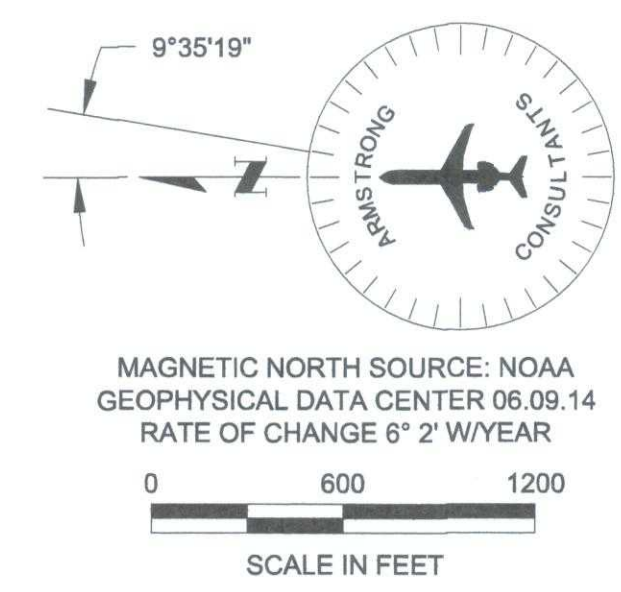 9°35'19"
N
ARMSTRONG
CONSULTANTS
MAGNETIC NORTH SOURCE: NOAA
GEOPHYSICAL DATA CENTER 06.09.14
RATE OF CHANGE 6° 2' W/YEAR
0 600 1200
SCALE IN FEET